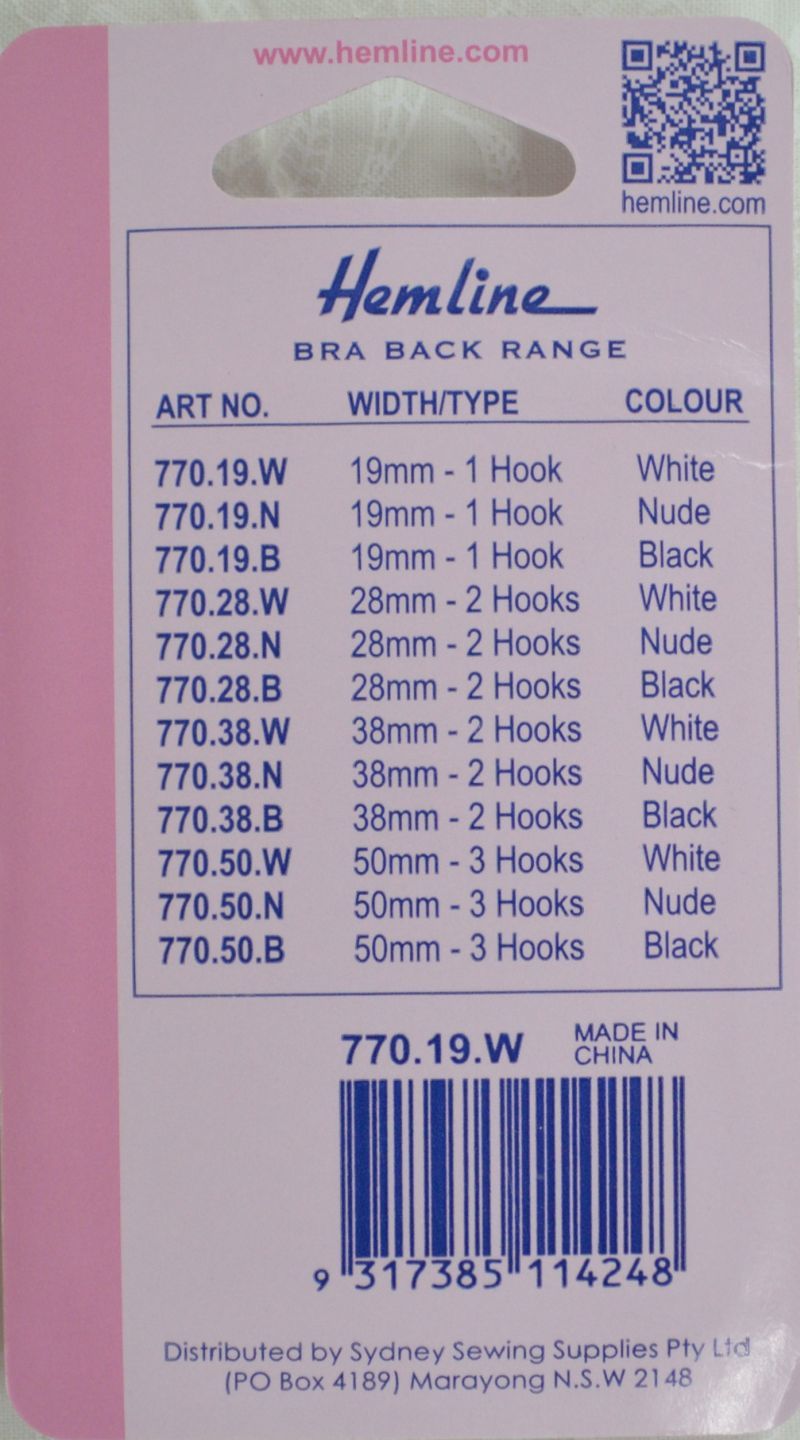 www.hemline.com
hemline.com
Hemline
BRA BACK RANGE
ART NO. WIDTH/TYPE COLOUR
770.19.W 19mm - 1 Hook White
770.19.N 19mm - 1 Hook Nude
770.19.B 19mm - 1 Hook Black
770.28.W 28mm - 2 Hooks White
770.28.N 28mm - 2 Hooks Nude
770.28.B 28mm - 2 Hooks Black
770.38.W 38mm - 2 Hooks White
770.38.N 38mm - 2 Hooks Nude
770.38.B 38mm - 2 Hooks Black
770.50.W 50mm - 3 Hooks White
770.50.N 50mm - 3 Hooks Nude
770.50.B 50mm - 3 Hooks Black
770.19.W
MADE IN
CHINA
9 317385 114248
Distributed by Sydney Sewing Supplies Pty Ltd
(PO Box 4189) Marayong N.S.W 2148